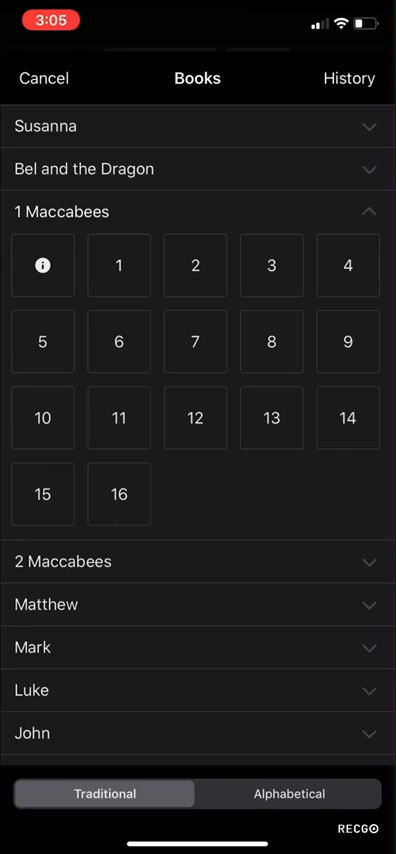 3:05
Cancel Books History
Susanna
Bel and the Dragon
1 Maccabees
i 1 2 3 4
5 6 7 8 9
10 11 12 13 14
15 16
2 Maccabees
Matthew
Mark
Luke
John
Traditional Alphabetical
RECGO